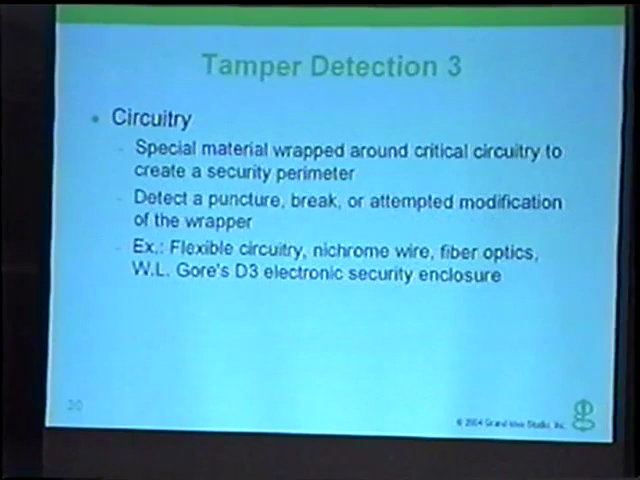 Tamper Detection 3
• Circuitry
- Special material wrapped around critical circuitry to
create a security perimeter
- Detect a puncture, break, or attempted modification
of the wrapper
- Ex.: Flexible circuitry, nichrome wire, fiber optics,
W.L. Gore's D3 electronic security enclosure
30
© 2004 Grand Idea Studio, Inc.